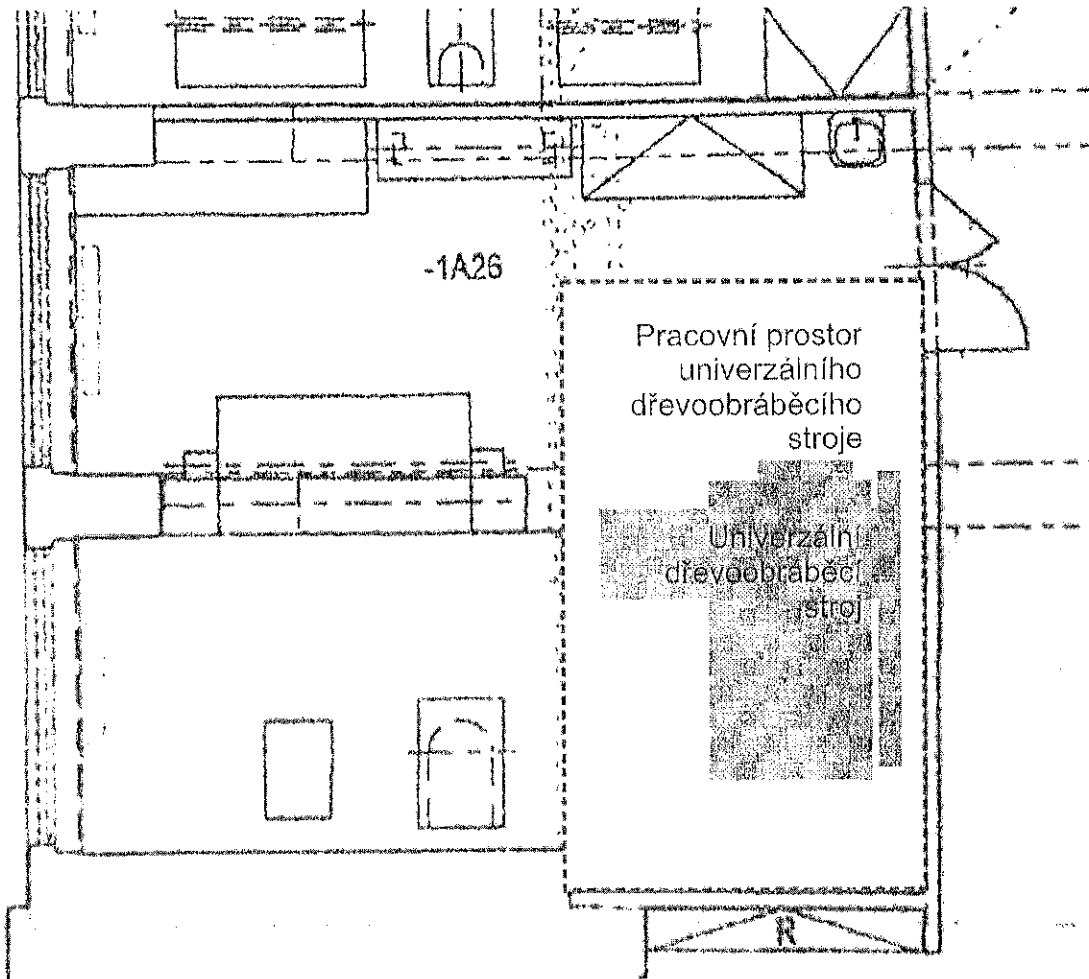 -1A26
Pracovní prostor
univerzálního
dřevoobráběcího
stroje
Univerzální
dřevoobráběcí
stroj
R